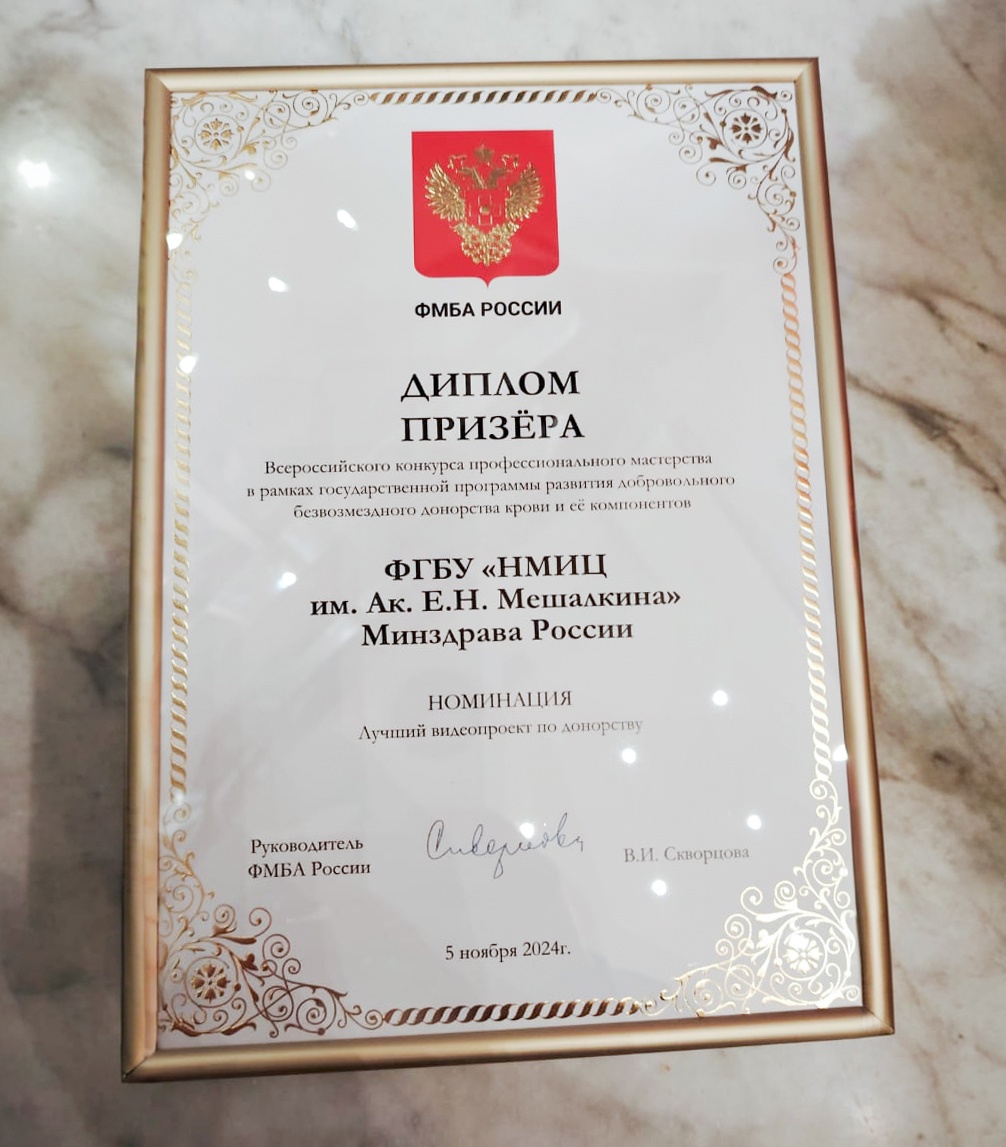 ФМБА РОССИИ
ДИПЛОМ
ПРИЗЁРА
Всероссийского конкурса профессионального мастерства
в рамках государственной программы развития добровольного
безвозмездного донорства крови и её компонентов
ФГБУ «НМИЦ
им. Ак. Е.Н. Мешалкина»
Минздрава России
НОМИНАЦИЯ
Лучший видеопроект по донорству
Руководитель
ФМБА России
В.И. Скворцова
5 ноября 2024г.